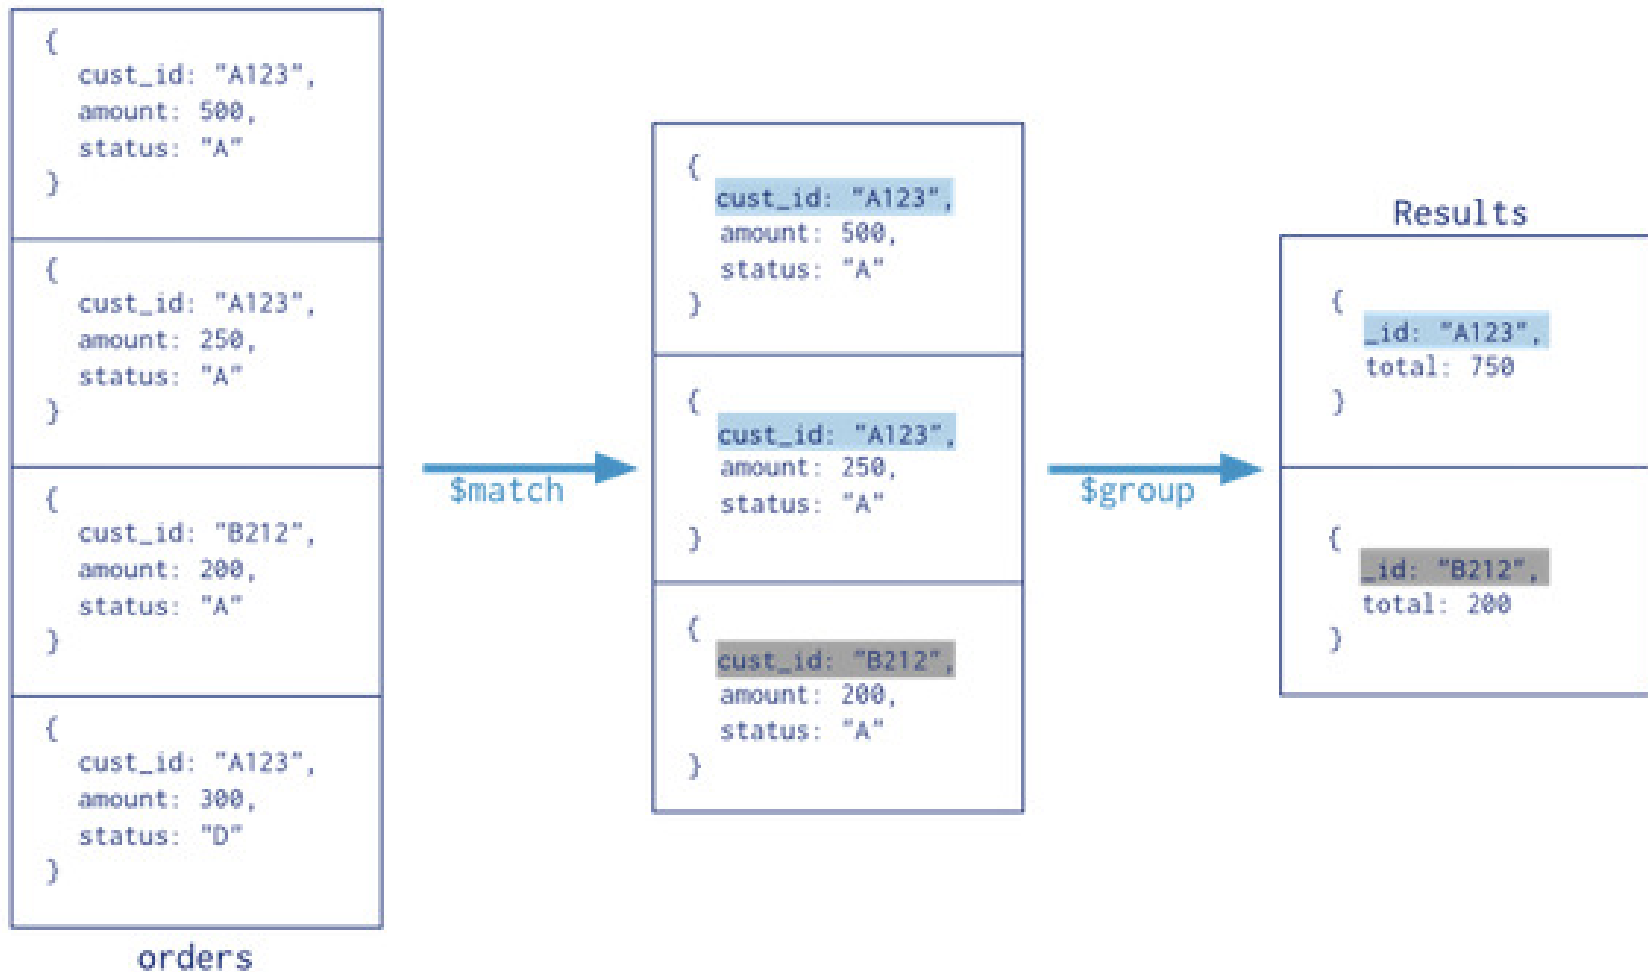 {
cust_id: "A123",
amount: 500,
status: "A"
}
{
cust_id: "A123",
amount: 250,
status: "A"
}
{
cust_id: "B212",
amount: 200,
status: "A"
}
{
cust_id: "A123",
amount: 300,
status: "D"
}
orders
$match
{
cust_id: "A123",
amount: 500,
status: "A"
}
{
cust_id: "A123",
amount: 250,
status: "A"
}
{
cust_id: "B212",
amount: 200,
status: "A"
}
$group
Results
{
_id: "A123",
total: 750
}
{
_id: "B212",
total: 200
}